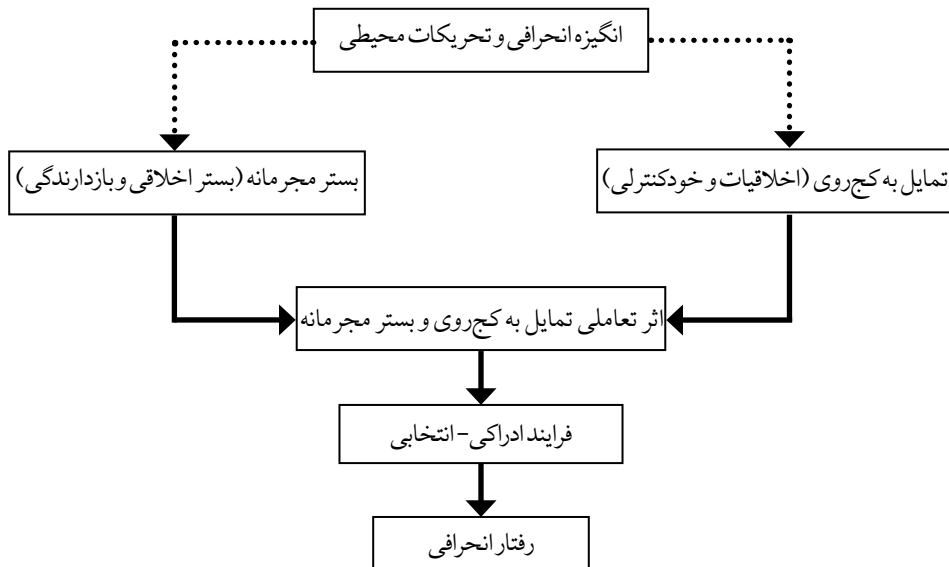 انگیزه انحرافی و تحریکات محیطی
تمایل به کج‌روی (اخلاقیات و خودکنترلی)
بستر مجرمانه (بستر اخلاقی و بازدارندگی)
اثر تعاملی تمایل به کج‌روی و بستر مجرمانه
فرایند ادراکی – انتخابی
رفتار انحرافی